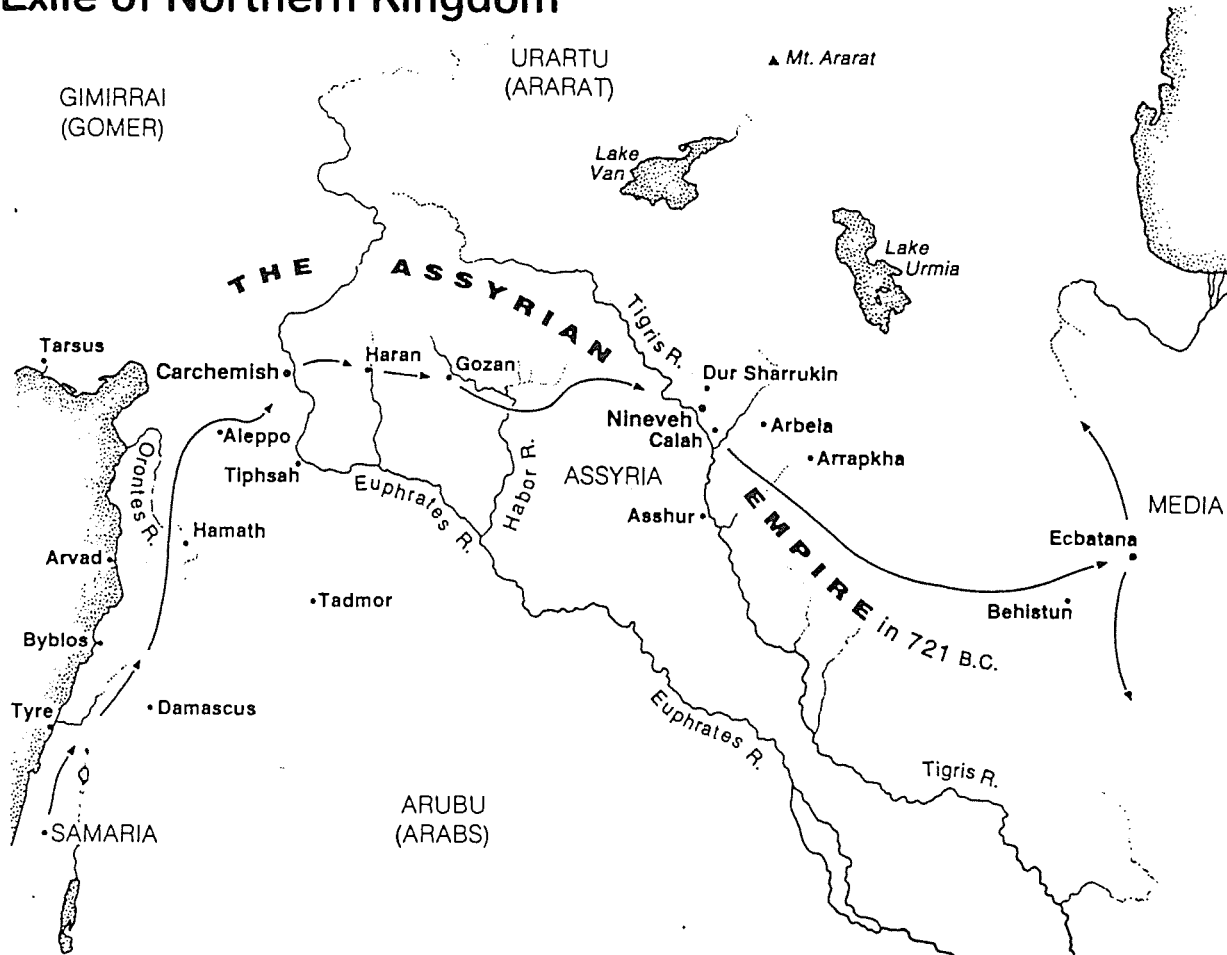 Exile of Northern Kingdom
URARTU
(ARARAT)
Mt. Ararat
GIMIRRAI
(GOMER)
Lake
Van
Lake
Urmia
THE ASSYRIAN
EMPIRE in 721 B.C.
Tigris R.
Tarsus
Carchemish
Haran
Gozan
Dur Sharrukin
Nineveh
Calah
Arbela
Aleppo
Tiphsah
Orontes R.
Euphrates R.
Habor R.
ASSYRIA
Arrapkha
Asshur
MEDIA
Hamath
Arvad
Ecbatana
Tadmor
Behistun
Byblos
Tyre
Damascus
Euphrates R.
Tigris R.
ARUBU
(ARABS)
SAMARIA